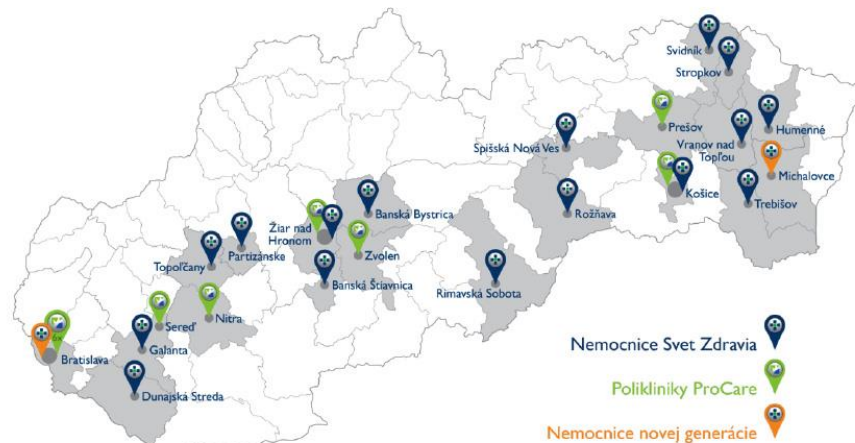 Svidník
Stropkov
Prešov
Humenné
Spišská Nová Ves
Vranov nad
Topľou
Michalovce
Košice
Trebišov
Banská Bystrica
Rožňava
Žiar nad
Hronom
Partizánske
Zvolen
Topoľčany
Banská Štiavnica
Rimavská Sobota
Nitra
Sereď
Galanta
Bratislava
Dunajská Streda
Nemocnice Svet Zdravia
Polikliniky ProCare
Nemocnice novej generácie